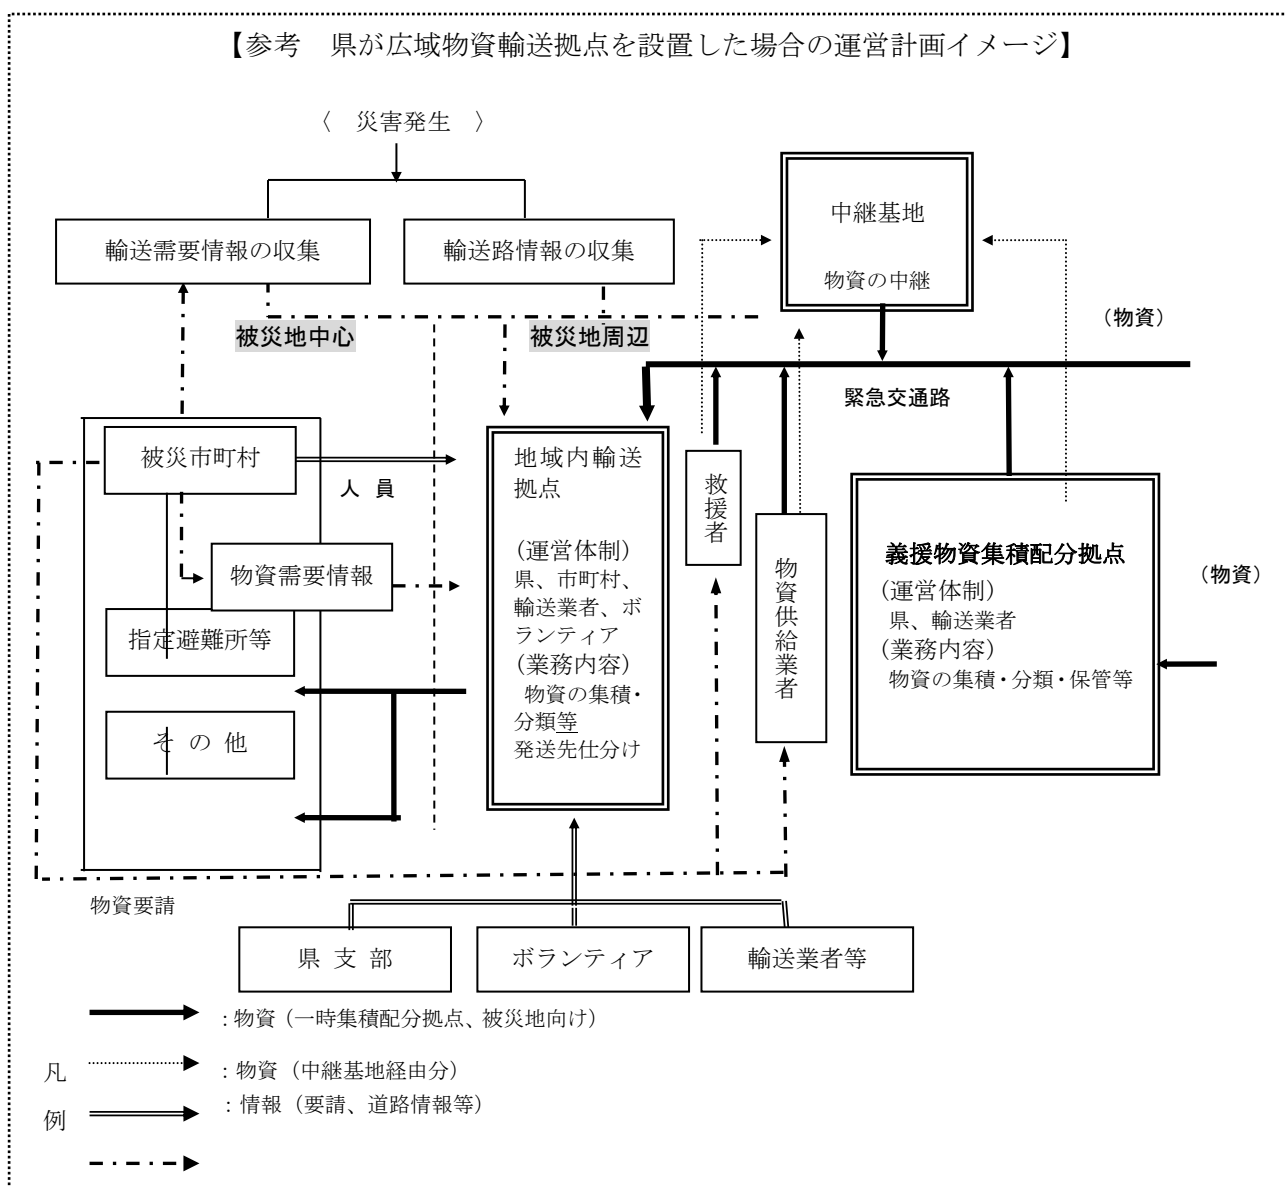 【参考　県が広域物資輸送拠点を設置した場合の運営計画イメージ】
〈　災害発生　〉
輸送需要情報の収集
輸送路情報の収集
中継基地
物資の中継
（物資）
被災地中心
被災地周辺
緊急交通路
被災市町村
人 員
物資需要情報
指定避難所等
そ の 他
地域内輸送
拠点
（運営体制）
県、市町村、
輸送業者、ボ
ランティア
（業務内容）
物資の集積・
分類等
発送先仕分け
救援者
物資供給業者
義援物資集積配分拠点
（運営体制）
県、輸送業者
（業務内容）
物資の集積・分類・保管等
（物資）
物資要請
県 支 部
ボランティア
輸送業者等
凡
例
：物資（一時集積配分拠点、被災地向け）
：物資（中継基地経由分）
：情報（要請、道路情報等）